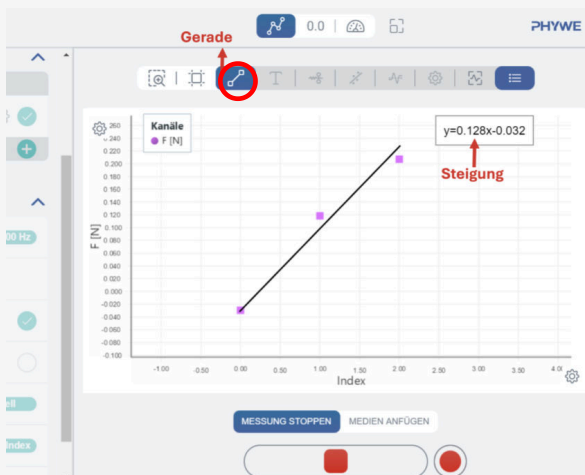 Gerade
0.0
PHYWE
T
Kanäle
F [N]
y=0.128x-0.032
Steigung
00 Hz
ell
Index
F [N]
0.260
0.240
0.220
0.200
0.180
0.160
0.140
0.120
0.100
0.080
0.060
0.040
0.020
0.000
-0.020
-0.040
-0.060
-0.080
-0.100
-1.00 -0.50 0.00 0.50 1.00 1.50 2.00 2.50 3.00 3.50 4.00
Index
MESSUNG STOPPEN MEDIEN ANFÜGEN